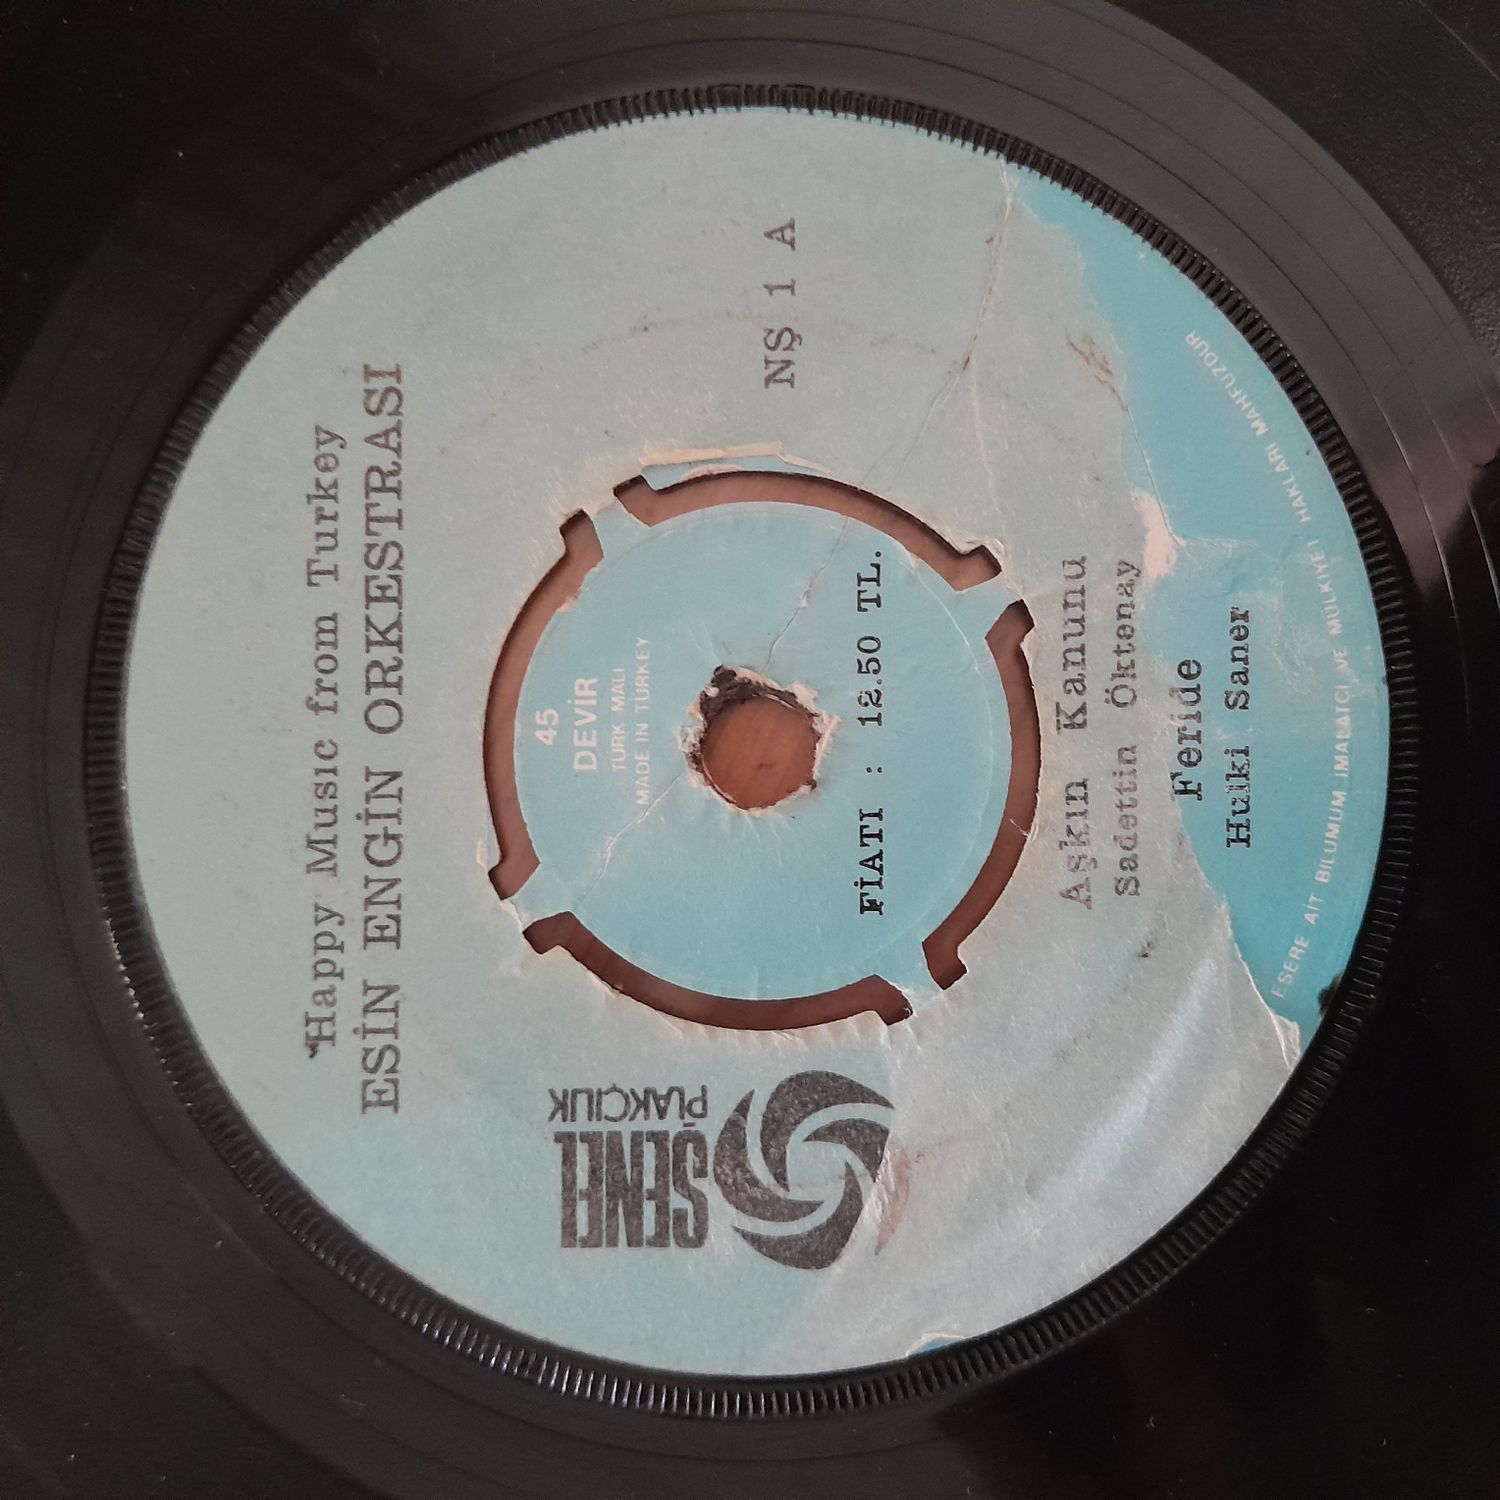 "Happy Music from Turkey
ESİN ENGİN ORKESTRASI
ŞENEL
PLAKÇILIK
45
DEVİR
TÜRK MALI
MADE IN TURKEY
NŞ 1 A
FİATI : 12.50 TL.
Aşkın Kanunu
Sadettin Öktenay
Feride
Hulki Saner
ESERE AİT BİLUMUM İMALATÇI VE MÜLKİYET HAKLARI MAHFUZDUR